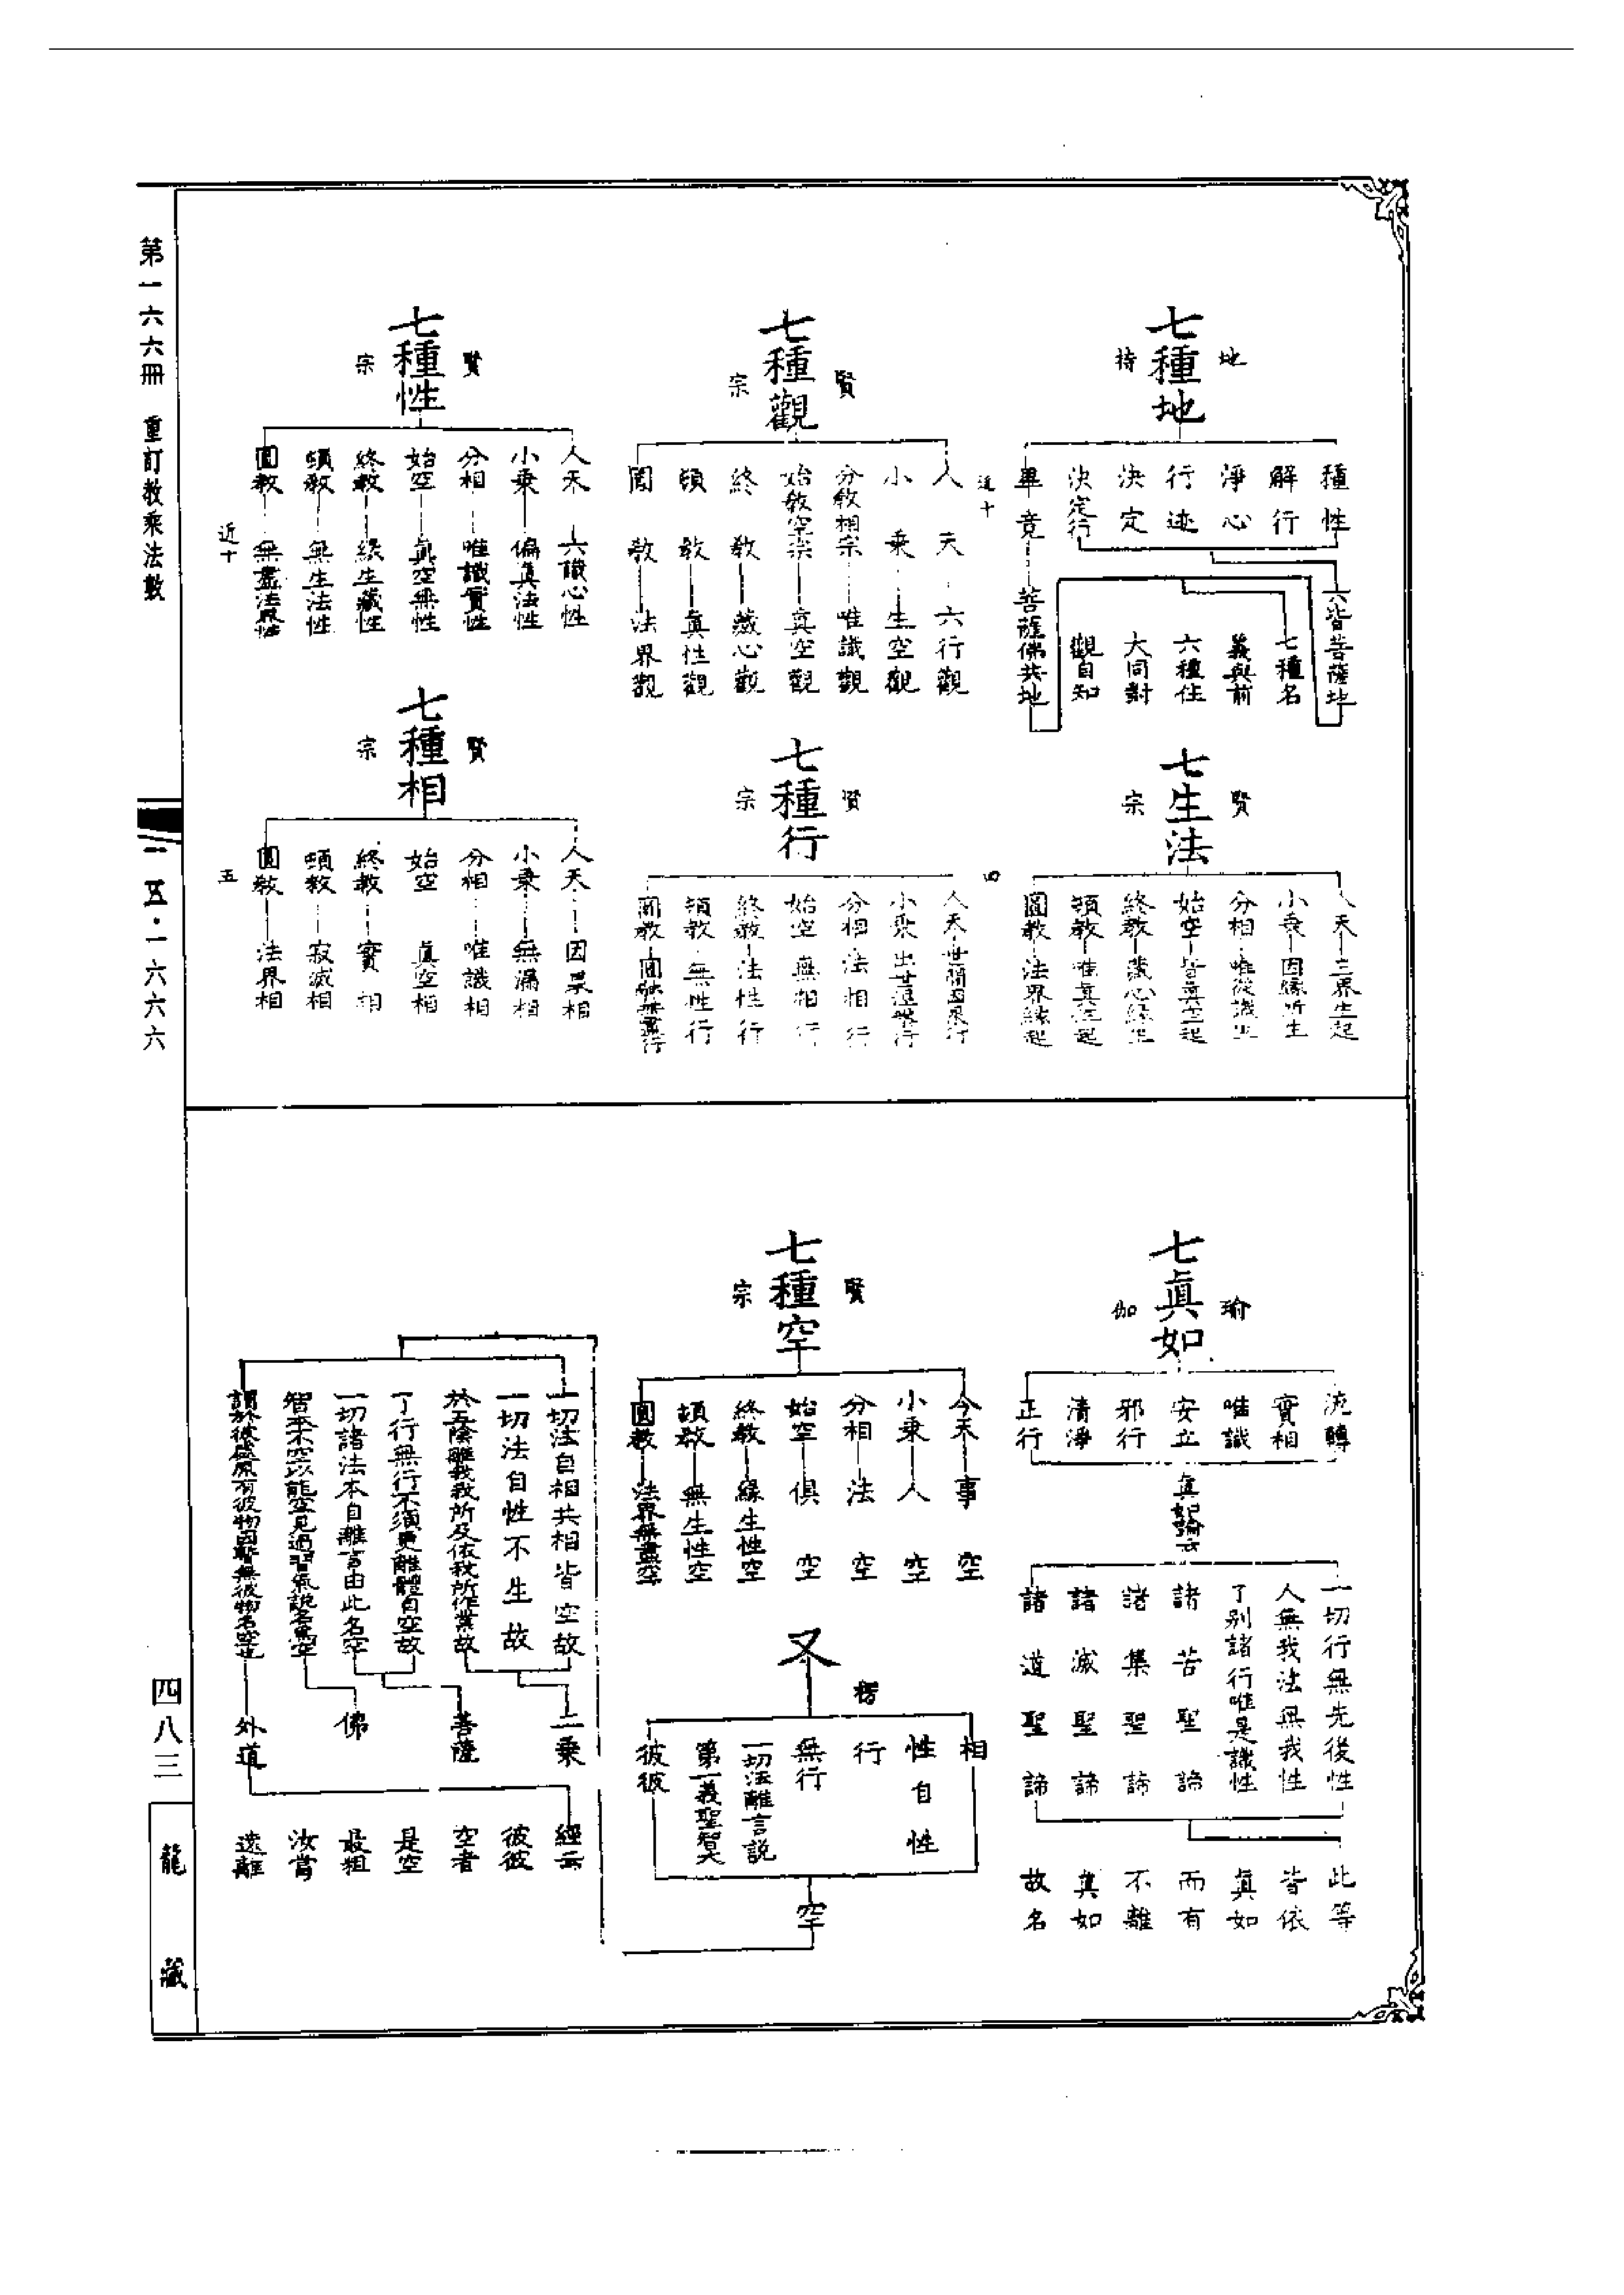 七種地
地
持
種性
解行
淨心
行迹
決定
決定行
畢竟
六皆菩薩地
菩薩佛共地
七種名
義與前
六種住
大同對
觀自知
七生法
賢
宗
人天 三界生起
小乘 因緣所生
分相 唯從識生
始空 皆真空起
終教 藏心緣生
頓教 唯真性起
圓教 法界緣起
近十
四
七種觀
賢
宗
人天 六行觀
小乘 生空觀
分教相宗 唯識觀
始教空宗 真空觀
終教 藏心觀
頓教 真性觀
圓教 法界觀
七種行
賢
宗
人天 世間因果行
小乘 出世還滅行
分相 法相行
始空 無相行
終教 法性行
頓教 無性行
圓教 圓融無盡行
七種性
賢
宗
人天 六識心性
小乘 偏真法性
分相 唯識實性
始空 真空無性
終教 緣生藏性
頓教 無生法性
圓教 無盡法界性
七種相
賢
宗
人天 因果相
小乘 無漏相
分相 唯識相
始空 真空相
終教 實相
頓教 寂滅相
圓教 法界相
近十
五
七真如
瑜
伽
流轉
實相
唯識
安立
邪行
清淨
正行
真如論云
一切行無先後性
人無我法無我性
了別諸行唯是識性
諸苦聖諦
諸集聖諦
諸滅聖諦
諸道聖諦
此等
皆依
真如
而有
不離
真如
故名
七種空
賢
宗
今天 事空
小乘 人空
分相 法空
始空 俱空
終教 緣生性空
頓教 無生性空
圓教 法界無盡空
又
楞
相
性自性
行
無行
一切法離言說
第一義聖智大
彼彼
空
一切法自相共相皆空故
一切法自性不生故
於五陰離我我所及依我所作業故
了行無行不須更離體自空故
一切諸法本自離言由此名空
智本不空以能空見過習氣說名為空
謂於彼處原有彼物因暫無彼物名空也
二乘
菩薩
佛
外道
經云
彼彼
空者
是空
最粗
汝當
遠離
第一六六冊 重訂教乘法數
一五·一六六六
四八三
龍藏